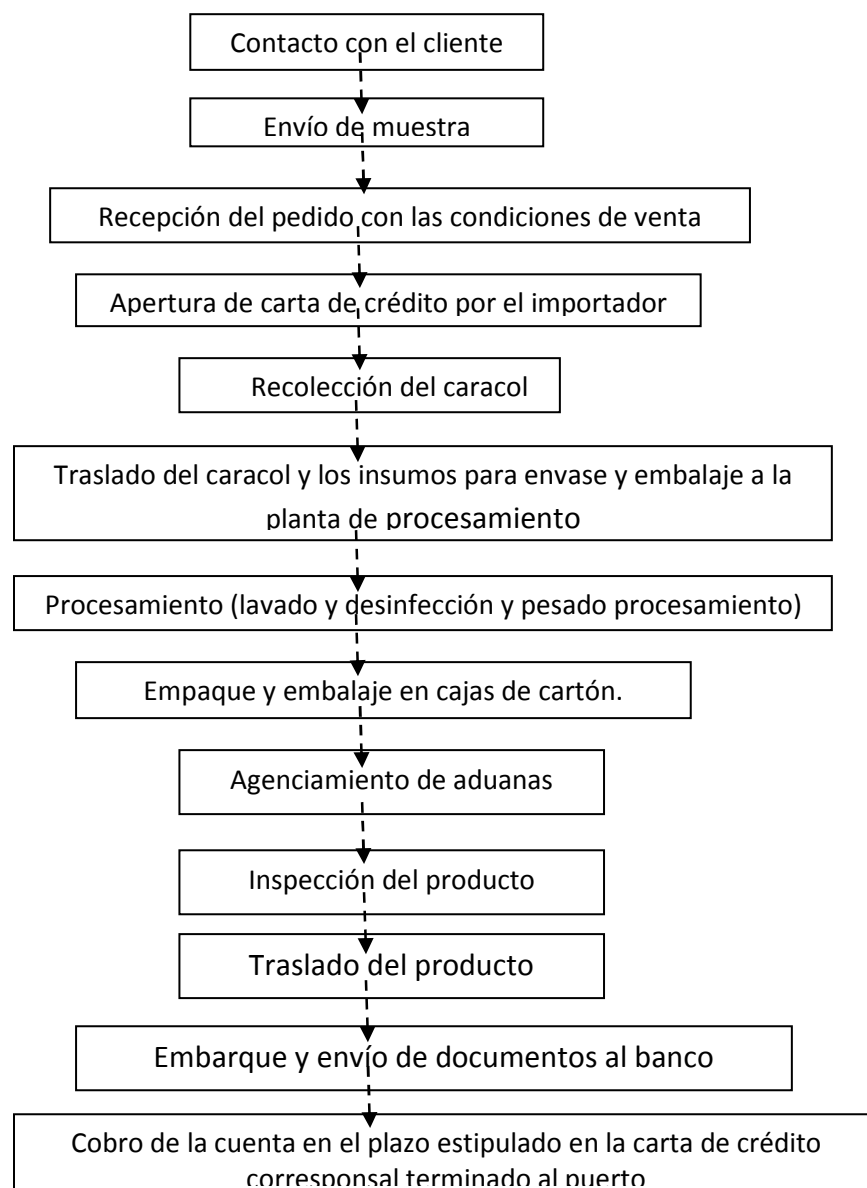 Contacto con el cliente
Envío de muestra
Recepción del pedido con las condiciones de venta
Apertura de carta de crédito por el importador
Recolección del caracol
Traslado del caracol y los insumos para envase y embalaje a la
planta de procesamiento
Procesamiento (lavado y desinfección y pesado procesamiento)
Empaque y embalaje en cajas de cartón.
Agenciamiento de aduanas
Inspección del producto
Traslado del producto
Embarque y envío de documentos al banco
Cobro de la cuenta en el plazo estipulado en la carta de crédito
corresponsal terminado al puerto